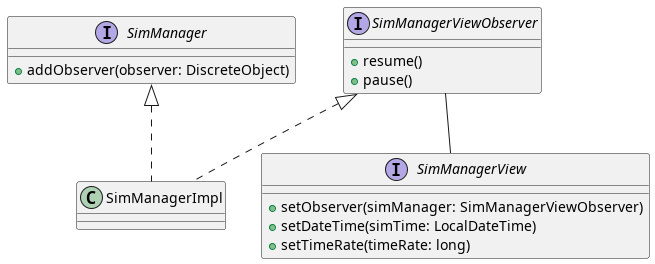 I SimManager
addObserver(observer: DiscreteObject)
I SimManagerViewObserver
resume()
pause()
C SimManagerImpl
I SimManagerView
setObserver(simManager: SimManagerViewObserver)
setDateTime(simTime: LocalDateTime)
setTimeRate(timeRate: long)